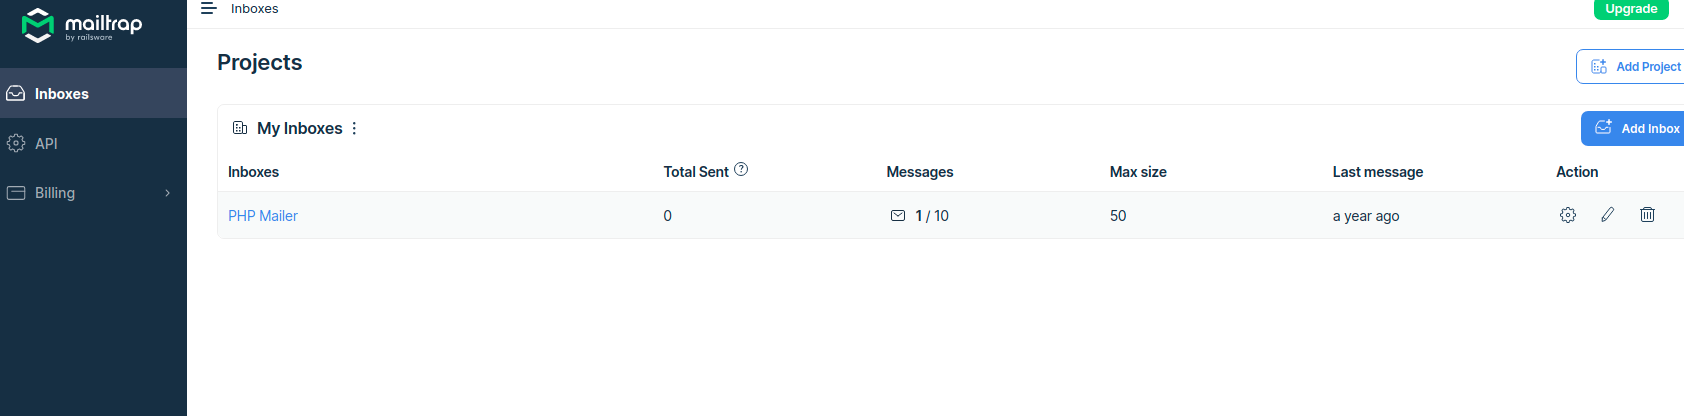 mailtrap
by railsware
Inboxes
API
Billing
Inboxes
Upgrade
Projects
Add Project
My Inboxes
Add Inbox
Inboxes Total Sent ? Messages Max size Last message Action
PHP Mailer 0 1 / 10 50 a year ago